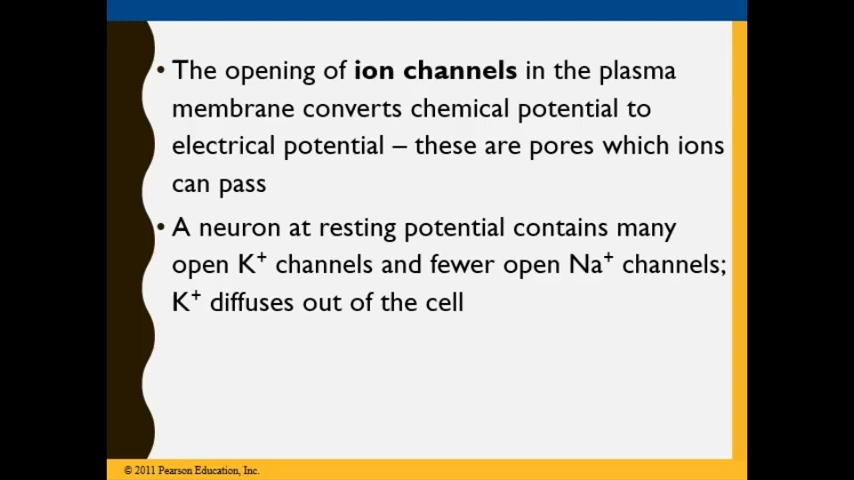 • The opening of ion channels in the plasma
membrane converts chemical potential to
electrical potential – these are pores which ions
can pass
• A neuron at resting potential contains many
open K⁺ channels and fewer open Na⁺ channels;
K⁺ diffuses out of the cell
© 2011 Pearson Education, Inc.